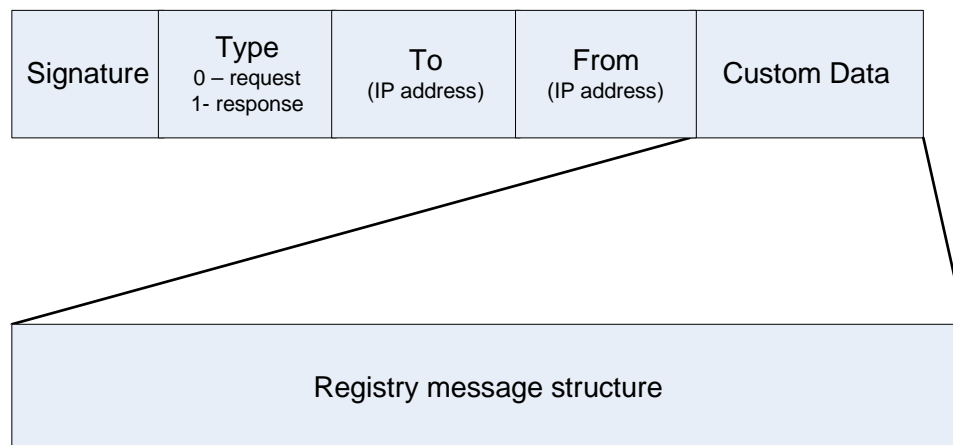 Signature
Type
0 – request
1- response
To
(IP address)
From
(IP address)
Custom Data
Registry message structure